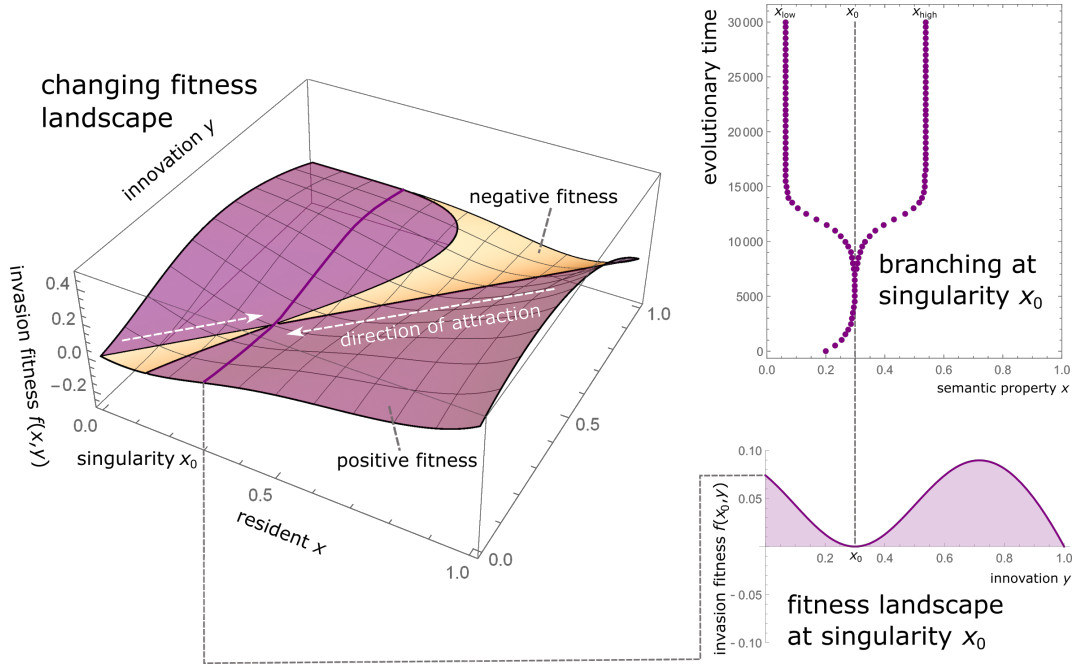 changing fitness
landscape
innovation y
negative fitness
0.4
0.2
0.0
−0.2
invasion fitness f(x,y)
direction of attraction
1.0
0.5
0.0
0.0
0.5
1.0
singularity x0
positive fitness
resident x
xlow
x0
xhigh
evolutionary time
30000
25000
20000
15000
10000
5000
0
branching at
singularity x0
0.0
0.2
0.4
0.6
0.8
1.0
semantic property x
invasion fitness f(x0,y)
0.10
0.05
-0.05
-0.10
0.2
x0
0.4
0.6
0.8
1.0
innovation y
fitness landscape
at singularity x0